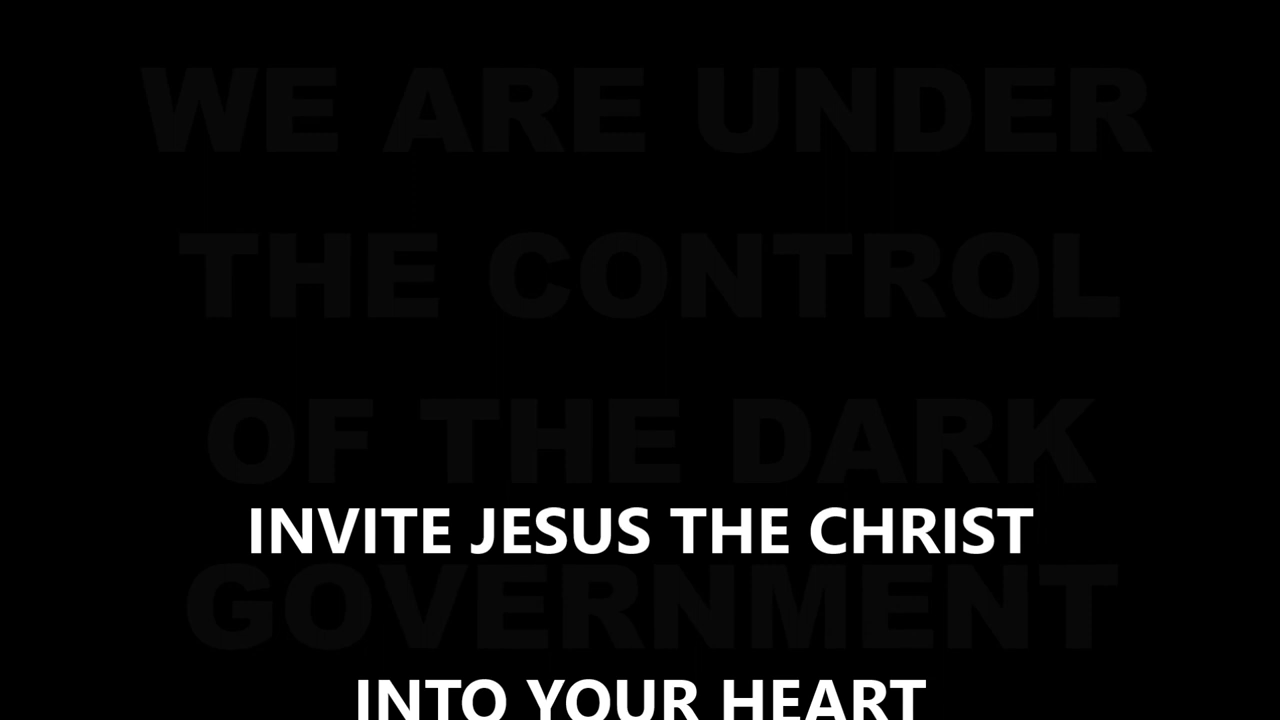 WE ARE UNDER
THE CONTROL
OF THE DARK
INVITE JESUS THE CHRIST
GOVERNMENT
INTO YOUR HEART